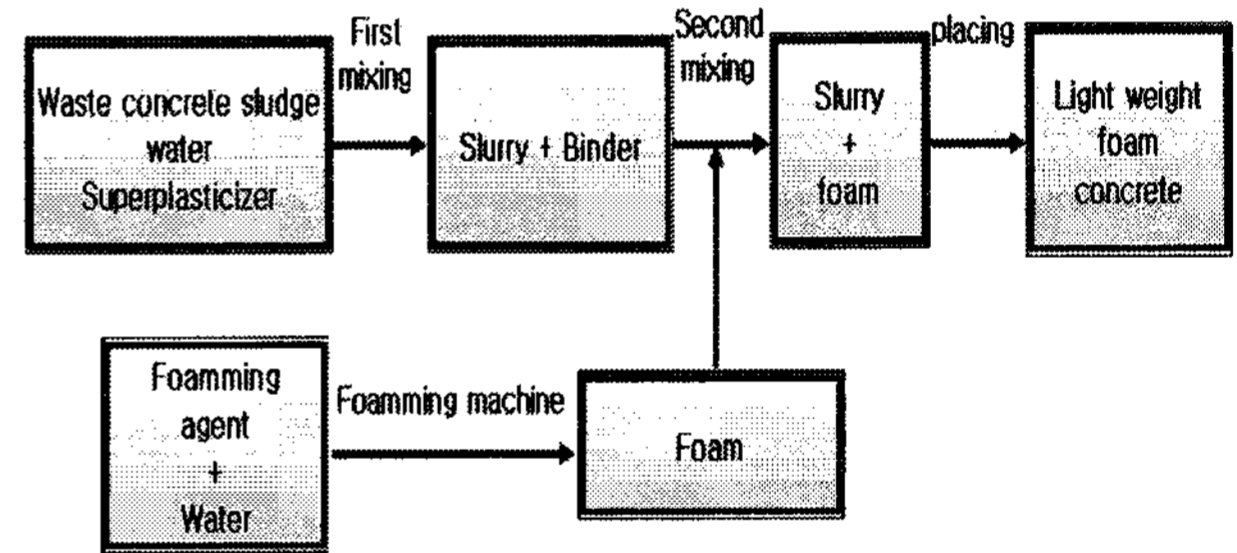 Waste concrete sludge
water
Superplasticizer
First
mixing
Slurry + Binder
Second
mixing
Slurry
+
foam
placing
Light weight
foam
concrete
Foamming
agent
+
Water
Foamming machine
Foam